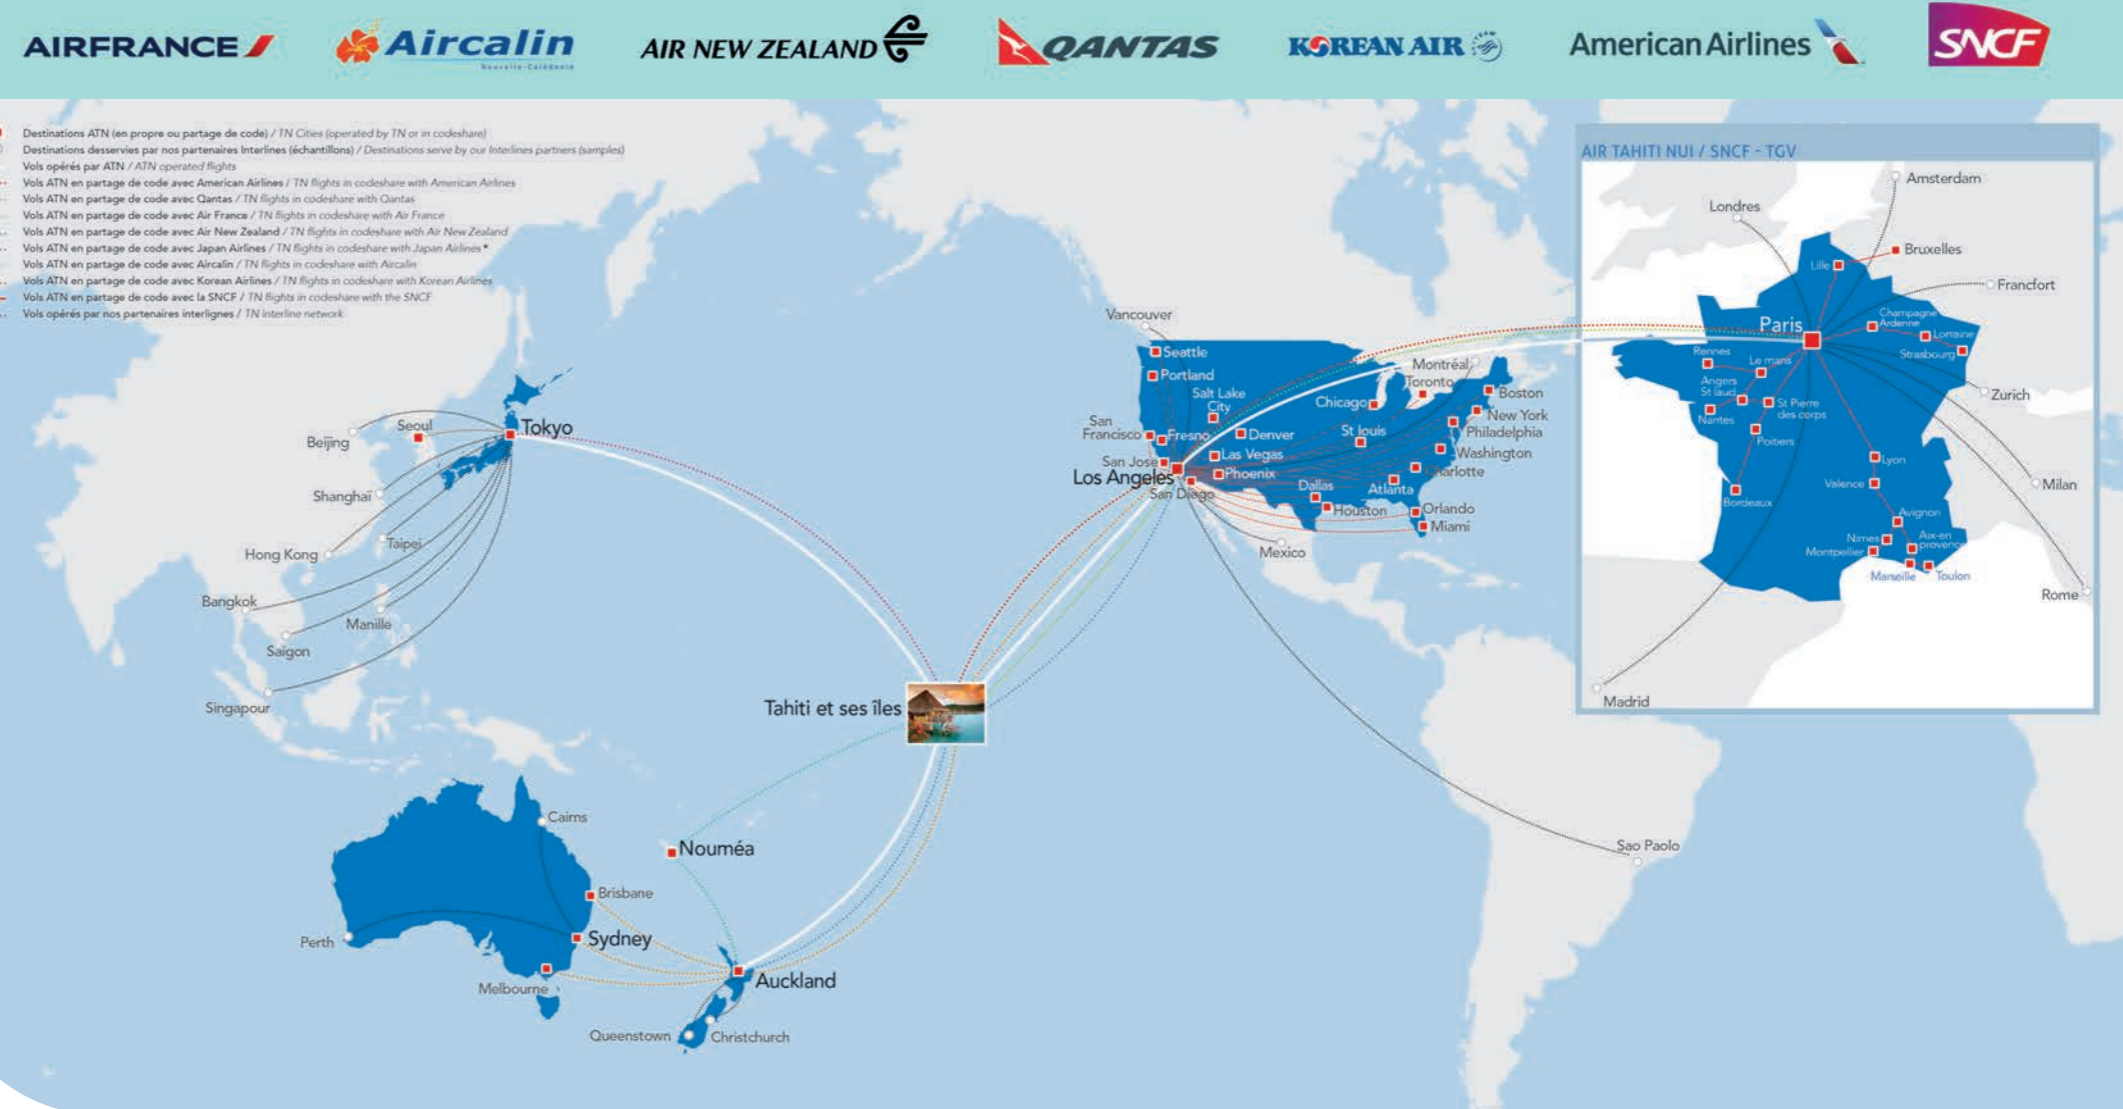 AIRFRANCE
Aircalin
Nouvelle-Calédonie
AIR NEW ZEALAND
QANTAS
KOREAN AIR
American Airlines
SNCF
Destinations ATN (en propre ou partage de code) / TN Cities (operated by TN or in codeshare)
Destinations desservies par nos partenaires Interlines (échantillons) / Destinations serve by our Interlines partners (samples)
Vols opérés par ATN / ATN operated flights
Vols ATN en partage de code avec American Airlines / TN flights in codeshare with American Airlines
Vols ATN en partage de code avec Qantas / TN flights in codeshare with Qantas
Vols ATN en partage de code avec Air France / TN flights in codeshare with Air France
Vols ATN en partage de code avec Air New Zealand / TN flights in codeshare with Air New Zealand
Vols ATN en partage de code avec Japan Airlines / TN flights in codeshare with Japan Airlines *
Vols ATN en partage de code avec Aircalin / TN flights in codeshare with Aircalin
Vols ATN en partage de code avec Korean Airlines / TN flights in codeshare with Korean Airlines
Vols ATN en partage de code avec la SNCF / TN flights in codeshare with the SNCF
Vols opérés par nos partenaires interlignes / TN interline network
AIR TAHITI NUI / SNCF - TGV
Amsterdam
Londres
Bruxelles
Lille
Francfort
Paris
Champagne
Ardenne
Lorraine
Strasbourg
Rennes
Le mans
Angers
St laud
St Pierre
des corps
Nantes
Poitiers
Zurich
Lyon
Valence
Milan
Bordeaux
Avignon
Nimes
Aix-en
provence
Montpellier
Marseille
Toulon
Rome
Madrid
Vancouver
Seattle
Portland
Salt Lake
City
Montréal
Toronto
Chicago
Boston
New York
Philadelphia
San
Francisco
Fresno
Denver
St louis
Washington
San Jose
Las Vegas
Los Angeles
Phoenix
Charlotte
San Diego
Dallas
Atlanta
Houston
Orlando
Miami
Mexico
Beijing
Seoul
Tokyo
Shanghaï
Hong Kong
Taipei
Bangkok
Manille
Saïgon
Singapour
Tahiti et ses îles
Sao Paolo
Cairns
Nouméa
Brisbane
Perth
Sydney
Melbourne
Auckland
Queenstown
Christchurch